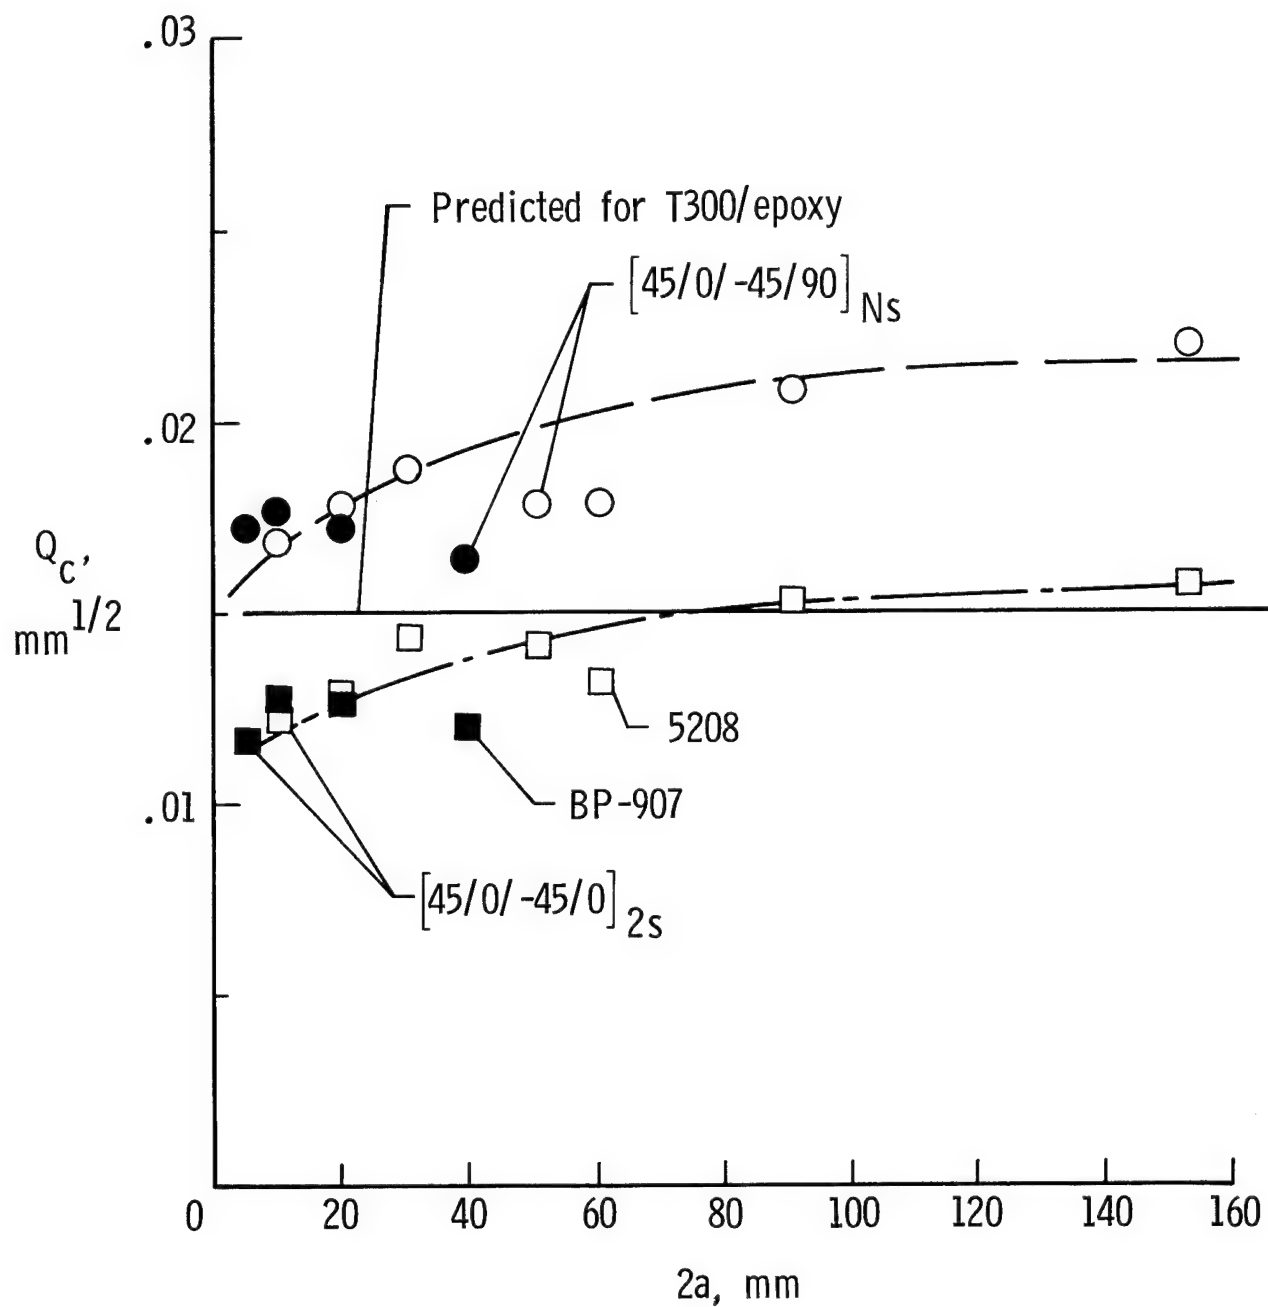 .03
Predicted for T300/epoxy
[45/0/-45/90]Ns
.02
Qc,
mm1/2
5208
BP-907
.01
[45/0/-45/0]2s
0 20 40 60 80 100 120 140 160
2a, mm